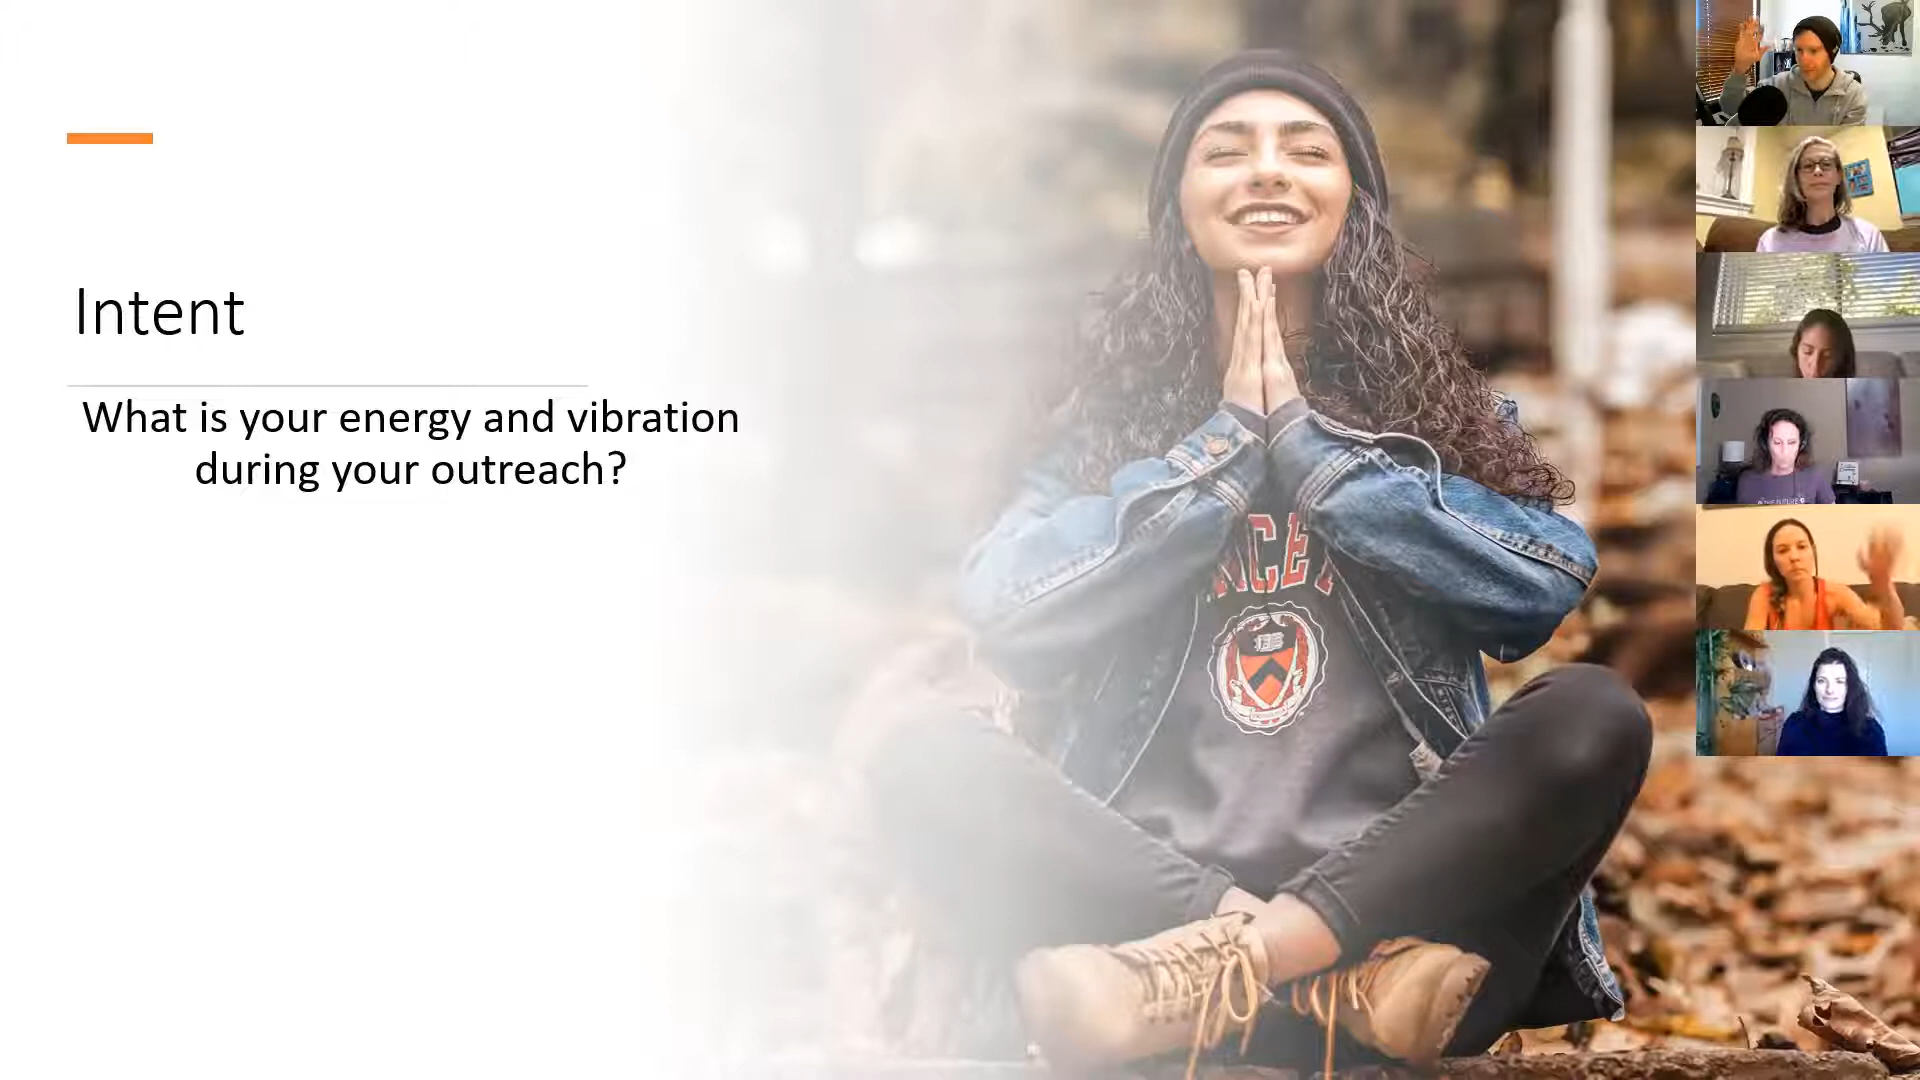 Intent
What is your energy and vibration
during your outreach?